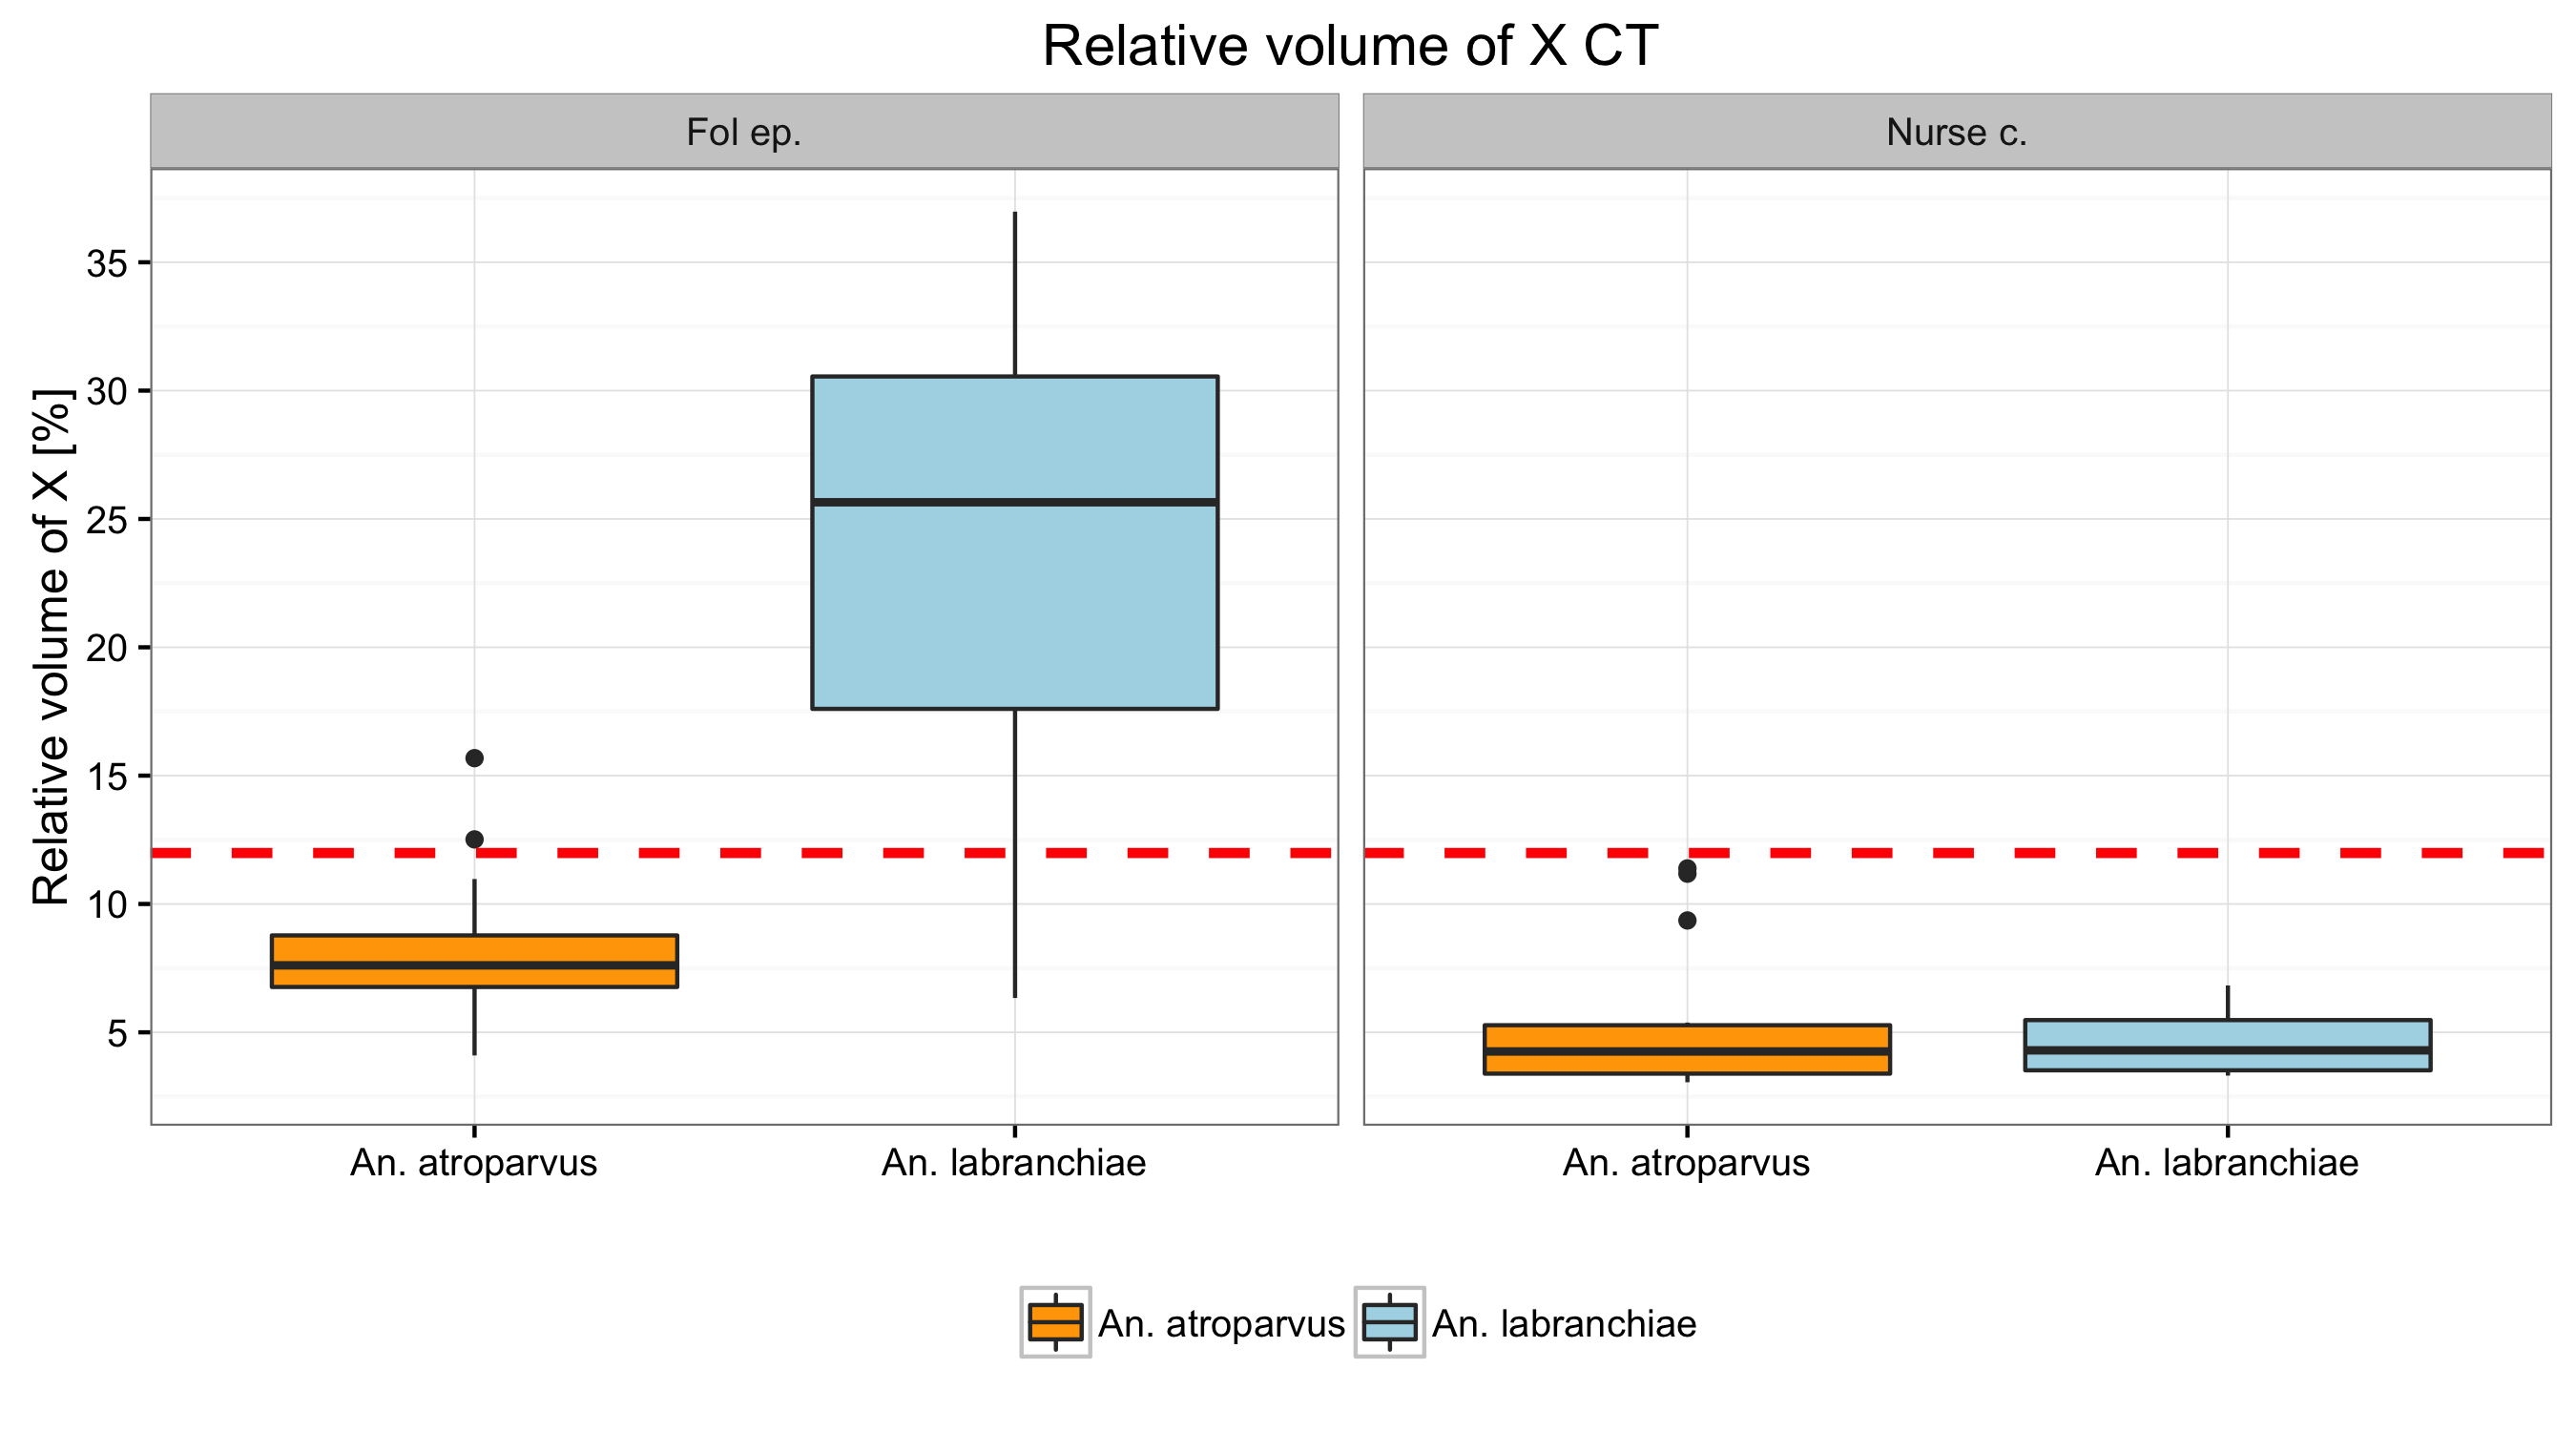 Relative volume of X CT
Fol ep.
Nurse c.
Relative volume of X [%]
35
30
25
20
15
10
5
An. atroparvus
An. labranchiae
An. atroparvus
An. labranchiae
An. atroparvus
An. labranchiae